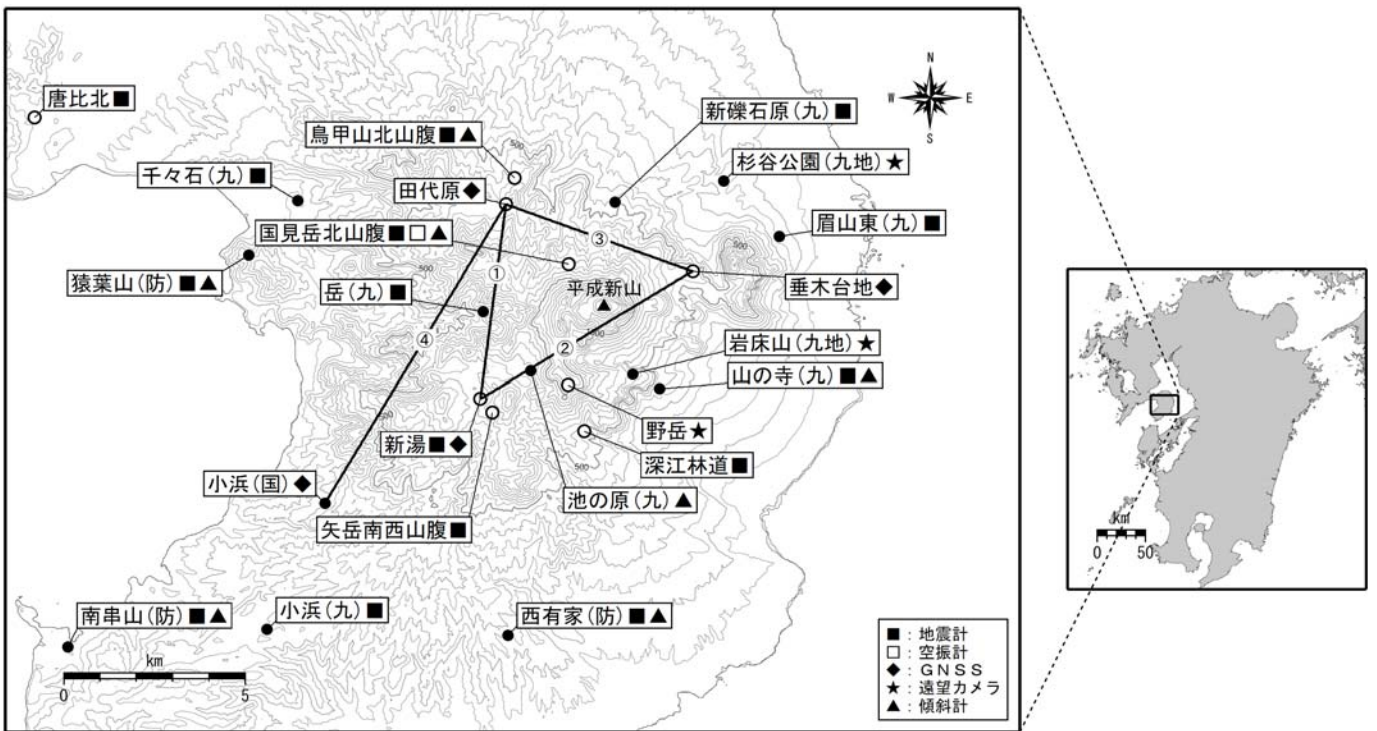 唐比北■
鳥甲山北山腹■▲
新礫石原(九)■
N
W
E
S
千々石(九)■
田代原◆
杉谷公園(九地)★
国見岳北山腹■□▲
眉山東(九)■
猿葉山(防)■▲
岳(九)■
平成新山
垂木台地◆
①
②
③
④
岩床山(九地)★
山の寺(九)■▲
新湯■◆
野岳★
深江林道■
小浜(国)◆
池の原(九)▲
矢岳南西山腹■
南串山(防)■▲
小浜(九)■
西有家(防)■▲
km
0
5
500
500
500
500
500
500
■：地震計
□：空振計
◆：GNSS
★：遠望カメラ
▲：傾斜計
km
0
50